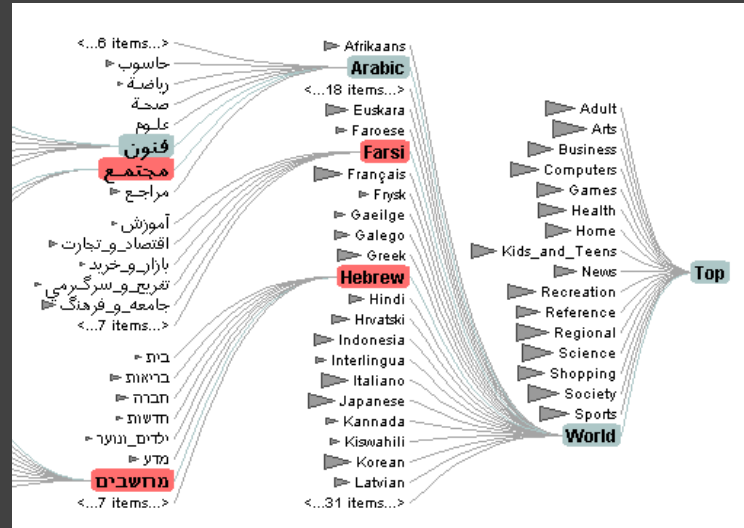 <...6 items...>
حاسوب
رياضة
صحة
علوم
فنون
مجتمع
مراجع
آموزش
اقتصاد_و_تجارت
بازار_و_خرید
تفریح_و_سرگرمي
جامعه_و_فرهنگ
<...7 items...>
בית
בריאות
חברה
חדשות
ילדים_ונוער
מדע
מחשבים
<...7 items...>
Afrikaans
Arabic
<...18 items...>
Euskara
Faroese
Farsi
Français
Frysk
Gaeilge
Galego
Greek
Hebrew
Hindi
Hrvatski
Indonesia
Interlingua
Italiano
Japanese
Kannada
Kiswahili
Korean
Latvian
<...31 items...>
Adult
Arts
Business
Computers
Games
Health
Home
Kids_and_Teens
News
Recreation
Reference
Regional
Science
Shopping
Society
Sports
World
Top